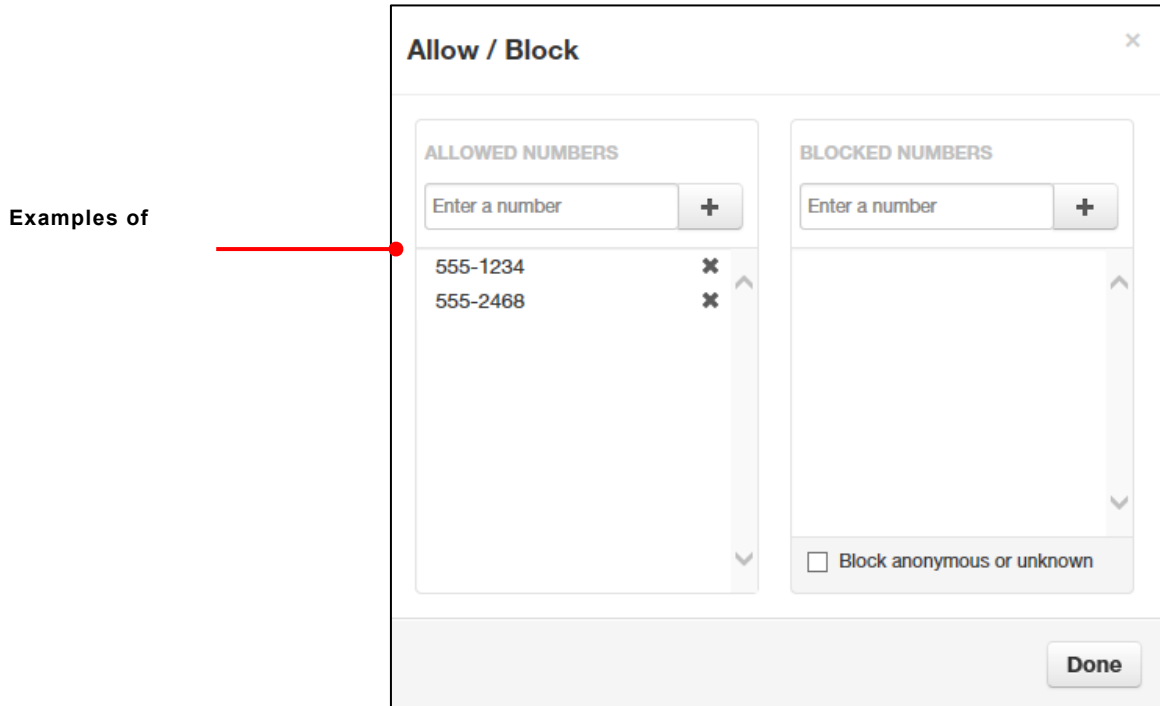 Allow / Block
ALLOWED NUMBERS
Enter a number
555-1234
555-2468
BLOCKED NUMBERS
Enter a number
Block anonymous or unknown
Done
Examples of